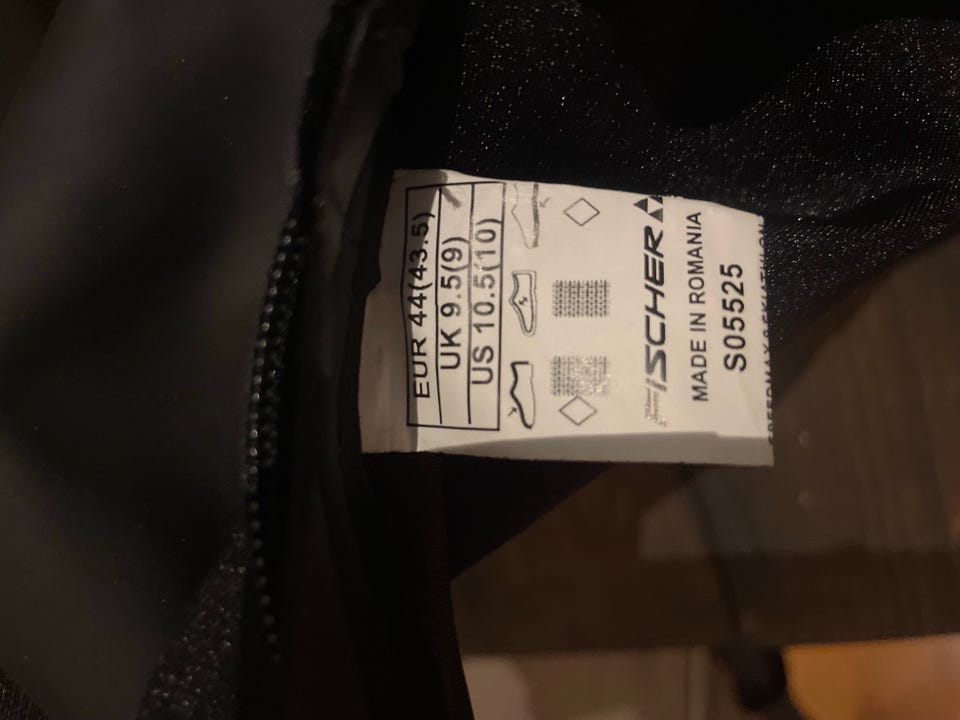 EUR 44(43.5)
UK 9.5(9)
US 10.5(10)
FISCHER
MADE IN ROMANIA
S05525